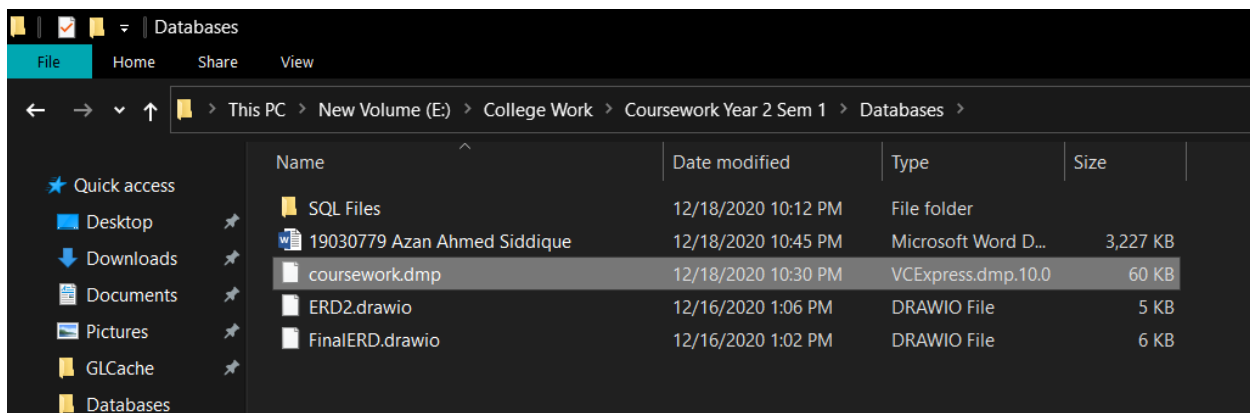 Databases
File Home Share View
This PC > New Volume (E:) > College Work > Coursework Year 2 Sem 1 > Databases >
Name Date modified Type Size
Quick access
Desktop
Downloads
Documents
Pictures
GLCache
Databases
SQL Files 12/18/2020 10:12 PM File folder
19030779 Azan Ahmed Siddique 12/18/2020 10:45 PM Microsoft Word D... 3,227 KB
coursework.dmp 12/18/2020 10:30 PM VCExpress.dmp.10.0 60 KB
ERD2.drawio 12/16/2020 1:06 PM DRAWIO File 5 KB
FinalERD.drawio 12/16/2020 1:02 PM DRAWIO File 6 KB